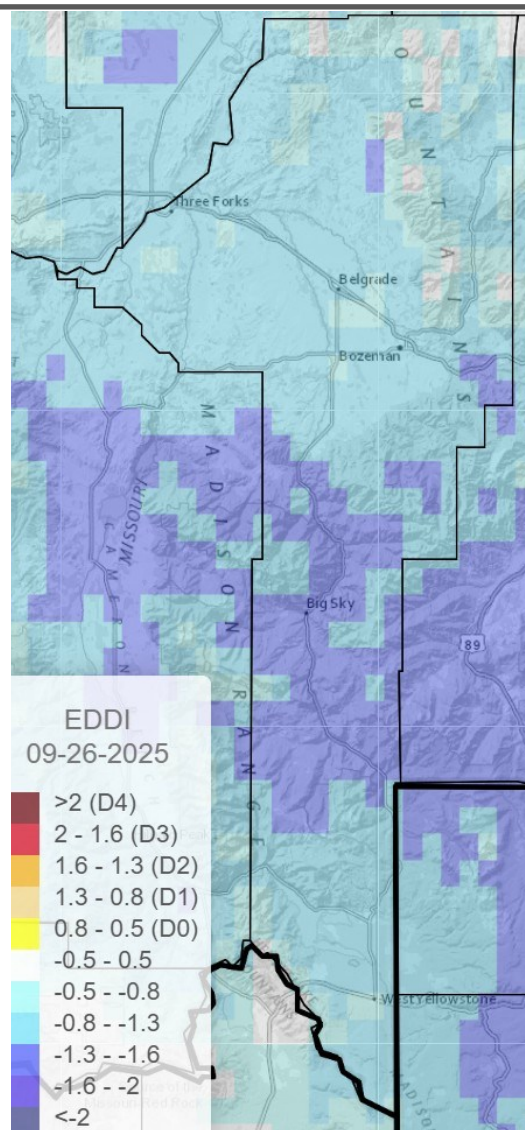 OUNTAINS
Three Forks
Belgrade
Bozeman
MADISON RANGE
MISSOURI
CAMERON
Big Sky
89
EDDI
09-26-2025
>2 (D4)
2 - 1.6 (D3)
1.6 - 1.3 (D2)
1.3 - 0.8 (D1)
0.8 - 0.5 (D0)
-0.5 - 0.5
-0.5 - -0.8
-0.8 - -1.3
-1.3 - -1.6
-1.6 - -2
<-2
West Yellowstone